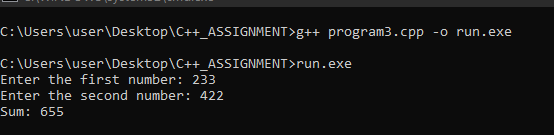 C:\Users\user\Desktop\C++_ASSIGNMENT>g++ program3.cpp -o run.exe
C:\Users\user\Desktop\C++_ASSIGNMENT>run.exe
Enter the first number: 233
Enter the second number: 422
Sum: 655